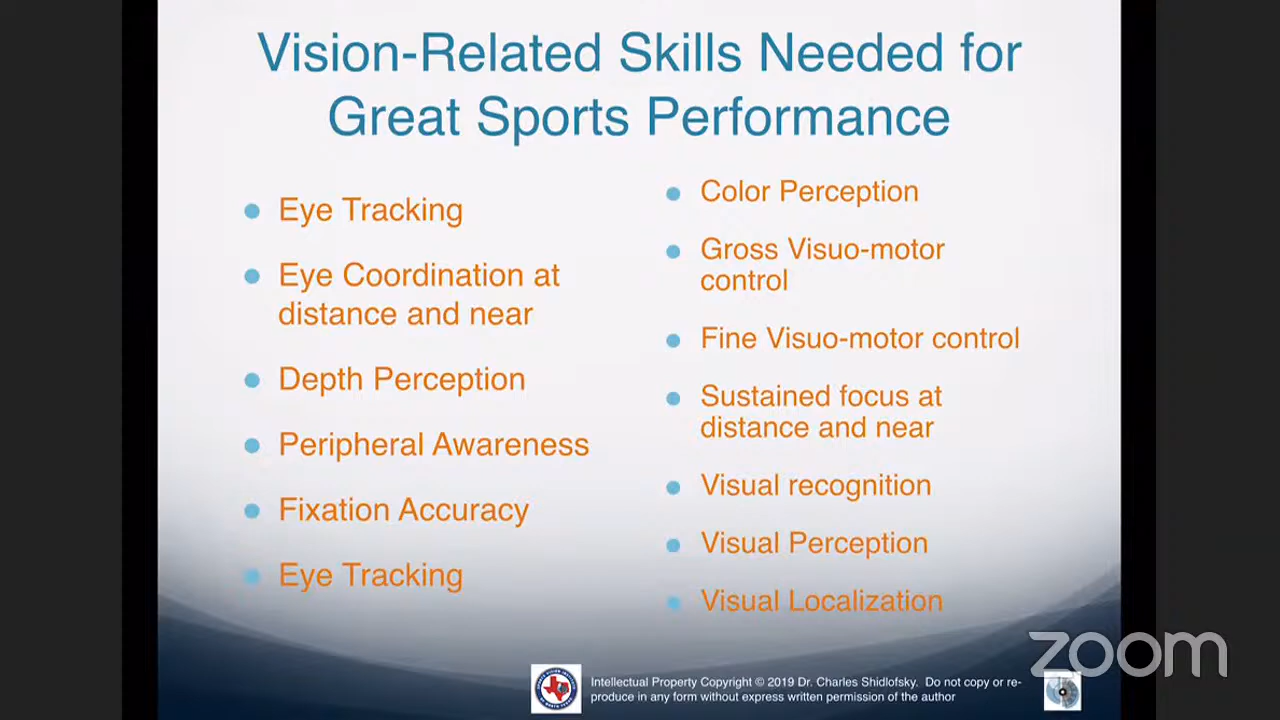 Vision-Related Skills Needed for
Great Sports Performance
Eye Tracking
Eye Coordination at
distance and near
Depth Perception
Peripheral Awareness
Fixation Accuracy
Eye Tracking
Color Perception
Gross Visuo-motor
control
Fine Visuo-motor control
Sustained focus at
distance and near
Visual recognition
Visual Perception
Visual Localization
zoom
Intellectual Property Copyright © 2019 Dr. Charles Shidlofsky. Do not copy or re-
produce in any form without express written permission of the author